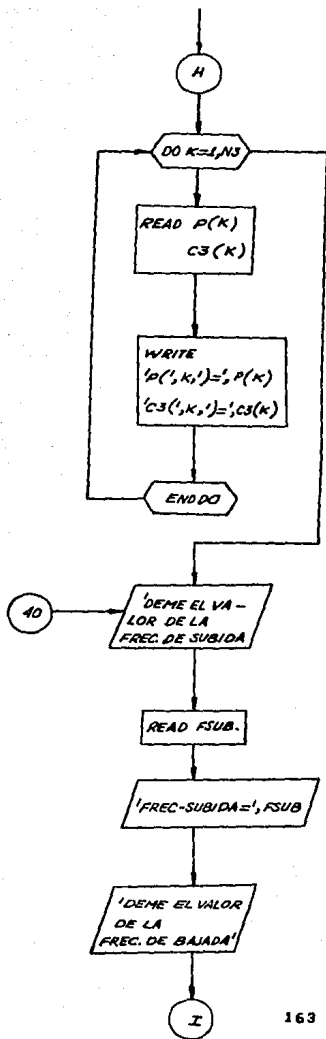 H
DO K=1,N3
READ P(K)
C3(K)
WRITE
'P(',K,')=',P(K)
'C3(',K,')=',C3(K)
ENDDO
40
'DEME EL VA-
LOR DE LA
FREC. DE SUBIDA
READ FSUB.
'FREC-SUBIDA=',FSUB
'DEME EL VALOR
DE LA
FREC. DE BAJADA'
I
163